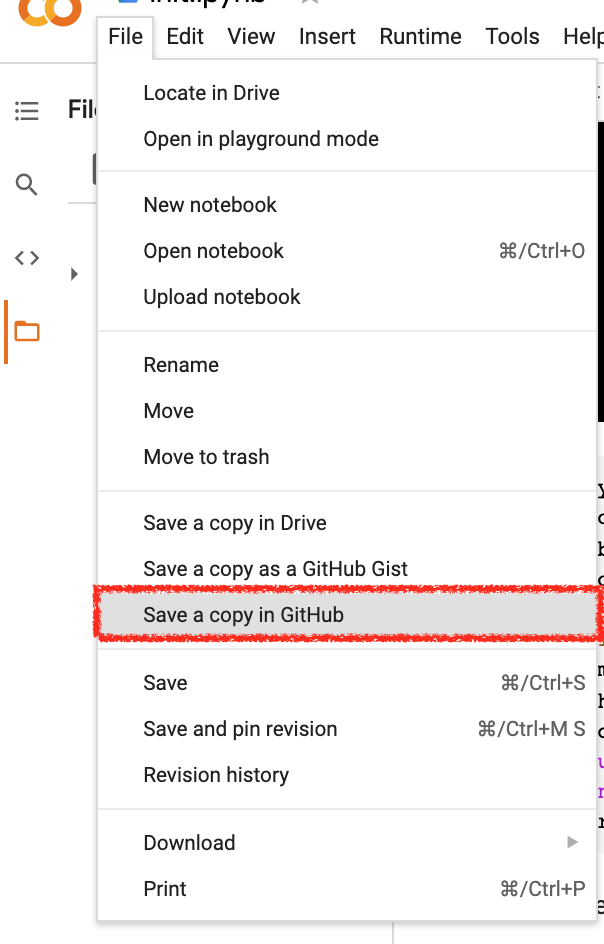 File Edit View Insert Runtime Tools Help
Locate in Drive
Open in playground mode
New notebook
Open notebook ⌘/Ctrl+O
Upload notebook
Rename
Move
Move to trash
Save a copy in Drive
Save a copy as a GitHub Gist
Save a copy in GitHub
Save ⌘/Ctrl+S
Save and pin revision ⌘/Ctrl+M S
Revision history
Download
Print ⌘/Ctrl+P